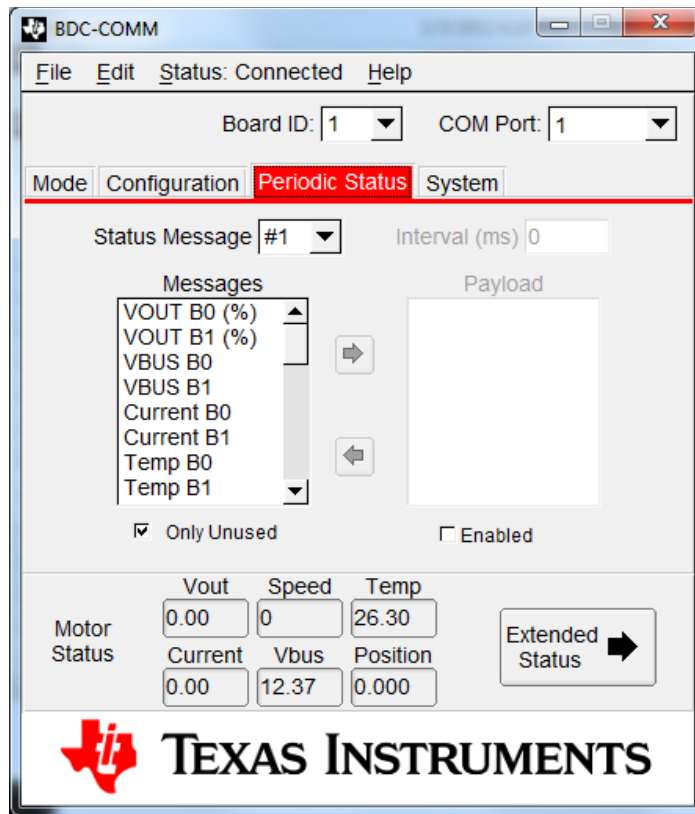 BDC-COMM
File Edit Status: Connected Help
Board ID: 1 COM Port: 1
Mode Configuration Periodic Status System
Status Message #1 Interval (ms) 0
Messages Payload
VOUT B0 (%)
VOUT B1 (%)
VBUS B0
VBUS B1
Current B0
Current B1
Temp B0
Temp B1
Only Unused Enabled
Motor Status
Vout Speed Temp
0.00 0 26.30
Current Vbus Position
0.00 12.37 0.000
Extended Status
ti
TEXAS INSTRUMENTS